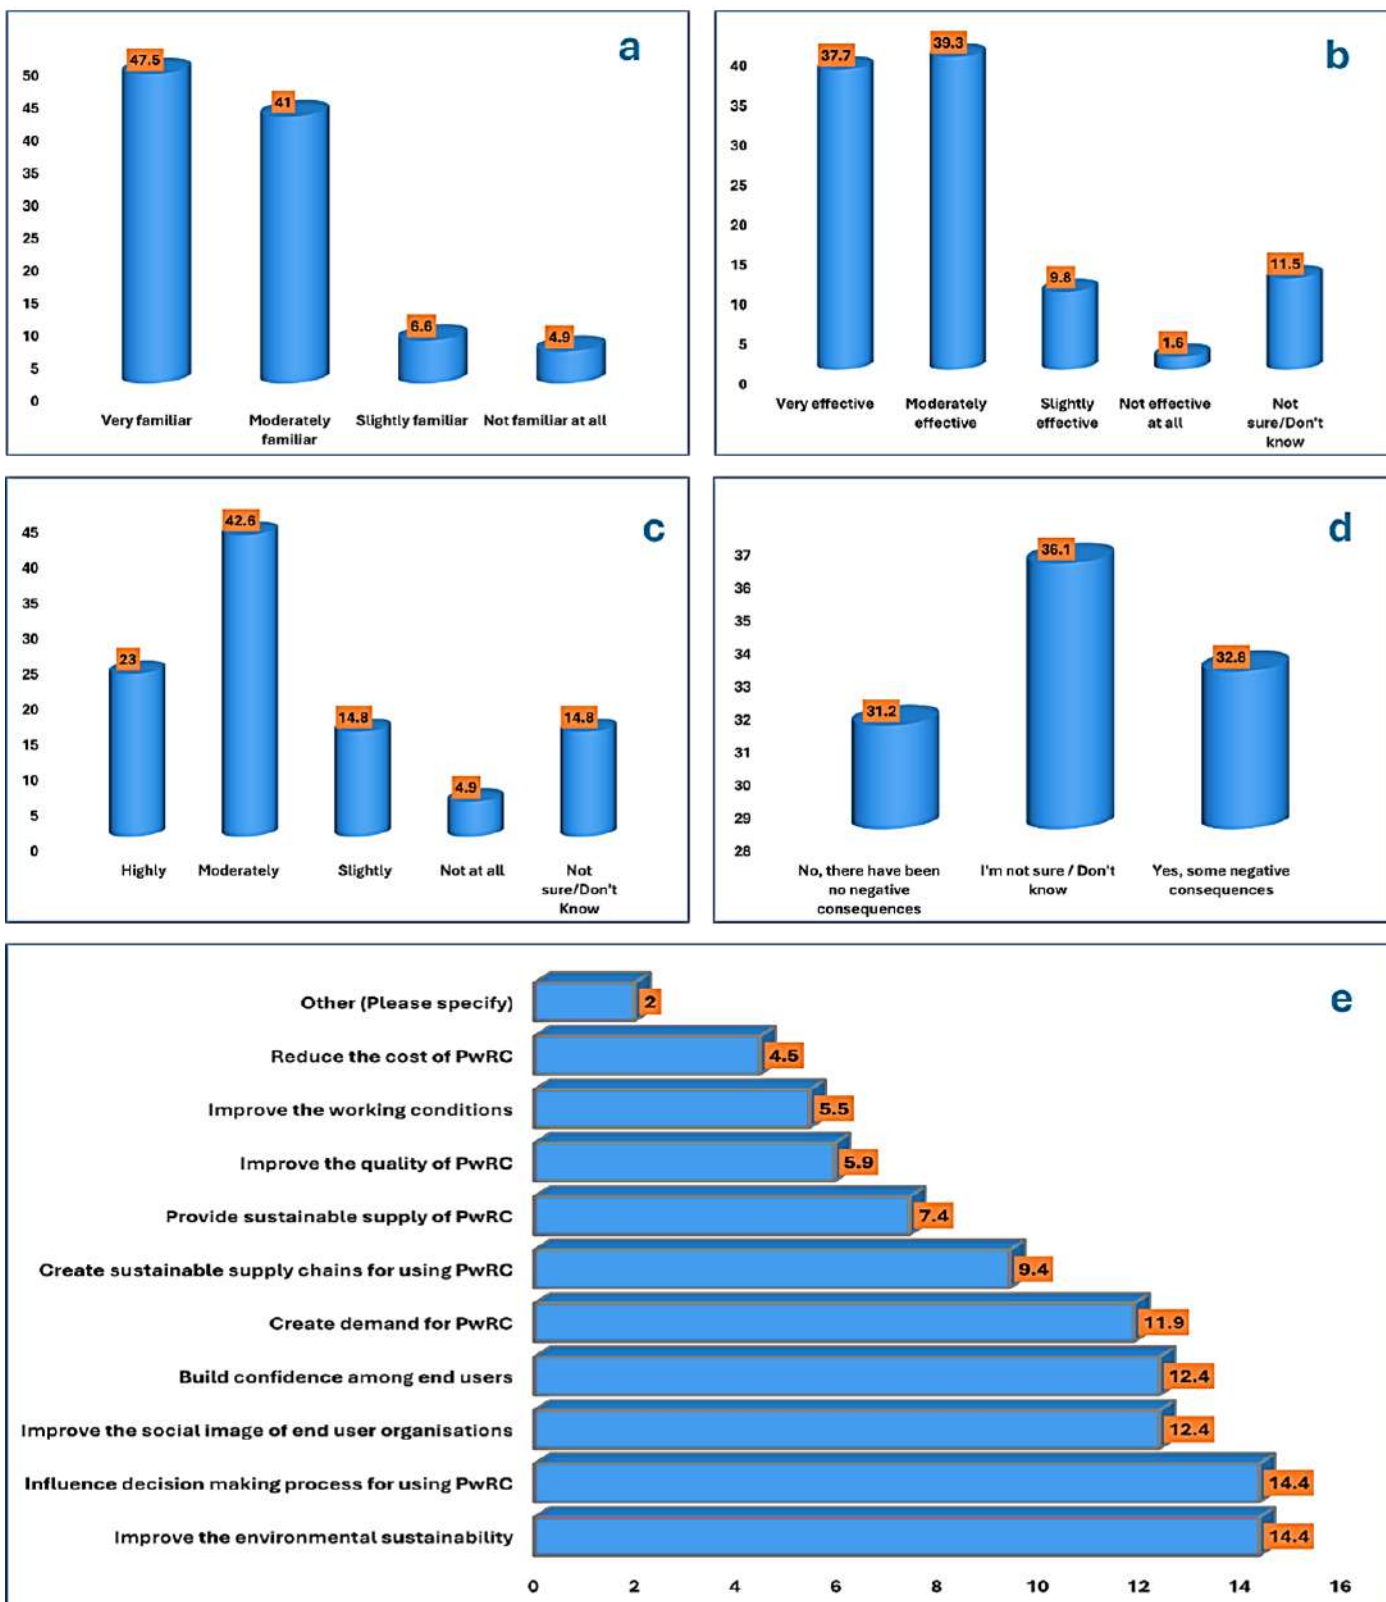 a
47.5
41
6.6
4.9
50
45
40
35
30
25
20
15
10
5
0
Very familiar
Moderately
familiar
Slightly familiar
Not familiar at all
b
37.7
39.3
9.8
1.6
11.5
40
35
30
25
20
15
10
5
0
Very effective
Moderately
effective
Slightly
effective
Not effective
at all
Not
sure/Don't
know
c
23
42.6
14.8
4.9
14.8
45
40
35
30
25
20
15
10
5
0
Highly
Moderately
Slightly
Not at all
Not
sure/Don't
Know
d
31.2
36.1
32.8
37
36
35
34
33
32
31
30
29
28
No, there have been
no negative
consequences
I'm not sure / Don't
know
Yes, some negative
consequences
e
Other (Please specify) 2
Reduce the cost of PwRC 4.5
Improve the working conditions 5.5
Improve the quality of PwRC 5.9
Provide sustainable supply of PwRC 7.4
Create sustainable supply chains for using PwRC 9.4
Create demand for PwRC 11.9
Build confidence among end users 12.4
Improve the social image of end user organisations 12.4
Influence decision making process for using PwRC 14.4
Improve the environmental sustainability 14.4
0 2 4 6 8 10 12 14 16